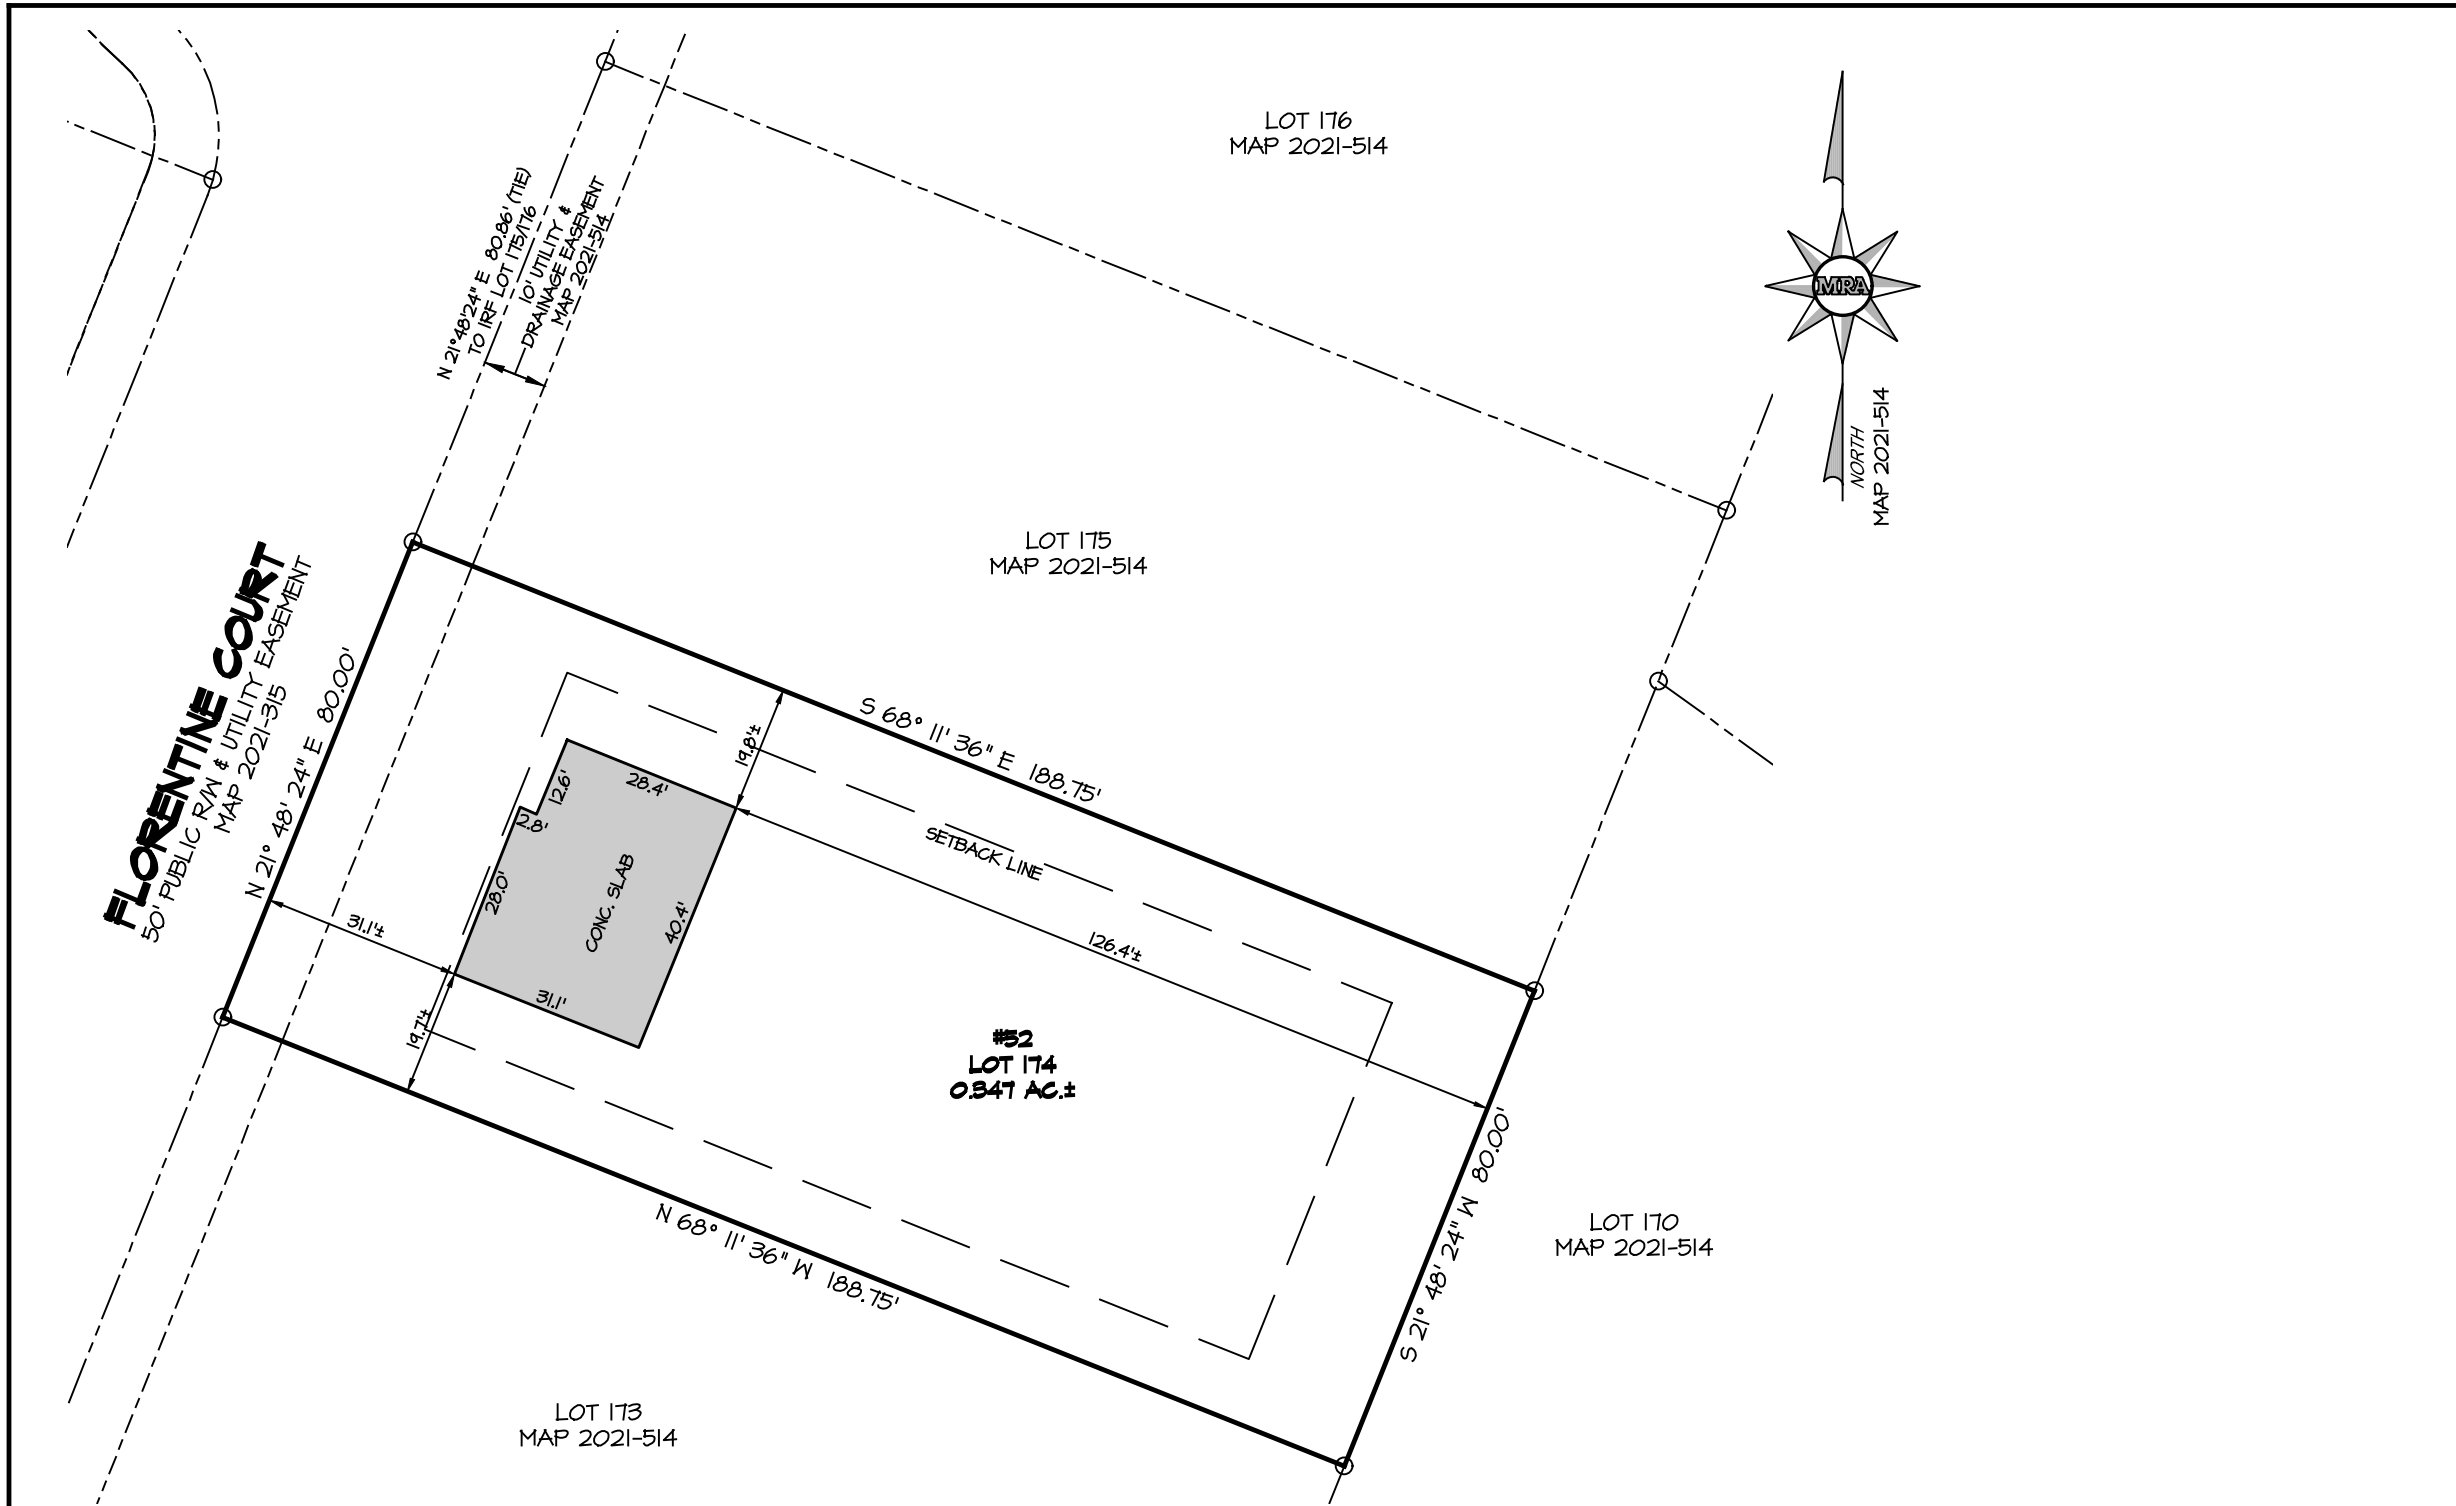 LOT 176
MAP 2021-514
N 21°48'24" E 80.86' (TIE)
TO IRF LOT 175/176
10' UTILITY &
DRAINAGE EASEMENT
MAP 2021-514
MRA
NORTH
MAP 2021-514
LOT 175
MAP 2021-514
FLORENTINE COURT
50' PUBLIC R/W & UTILITY EASEMENT
MAP 2021-315
N 21° 48' 24" E 80.00'
S 68° 11' 36" E 188.75'
19.8'±
12.6'
28.4'
2.8'
28.0'
CONC. SLAB
40.4'
31.1'
31.1'±
19.7'±
SETBACK LINE
126.4'±
#52
LOT 174
0.347 AC.±
S 21° 48' 24" W 80.00'
N 68° 11' 36" W 188.75'
LOT 170
MAP 2021-514
LOT 173
MAP 2021-514